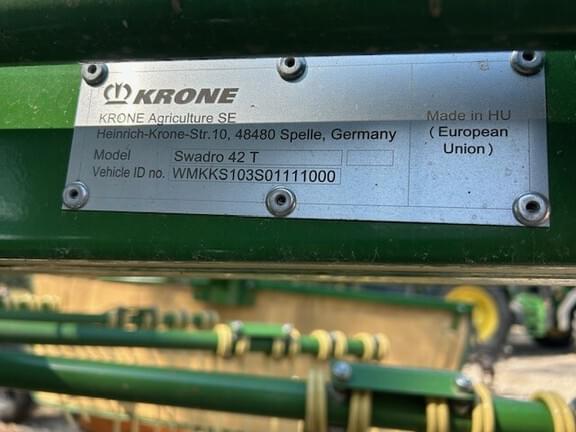 KRONE
KRONE Agriculture SE
Heinrich-Krone-Str.10, 48480 Spelle, Germany
Model Swadro 42 T
Vehicle ID no. WMKKS103S01111000
Made in HU
( European
Union )